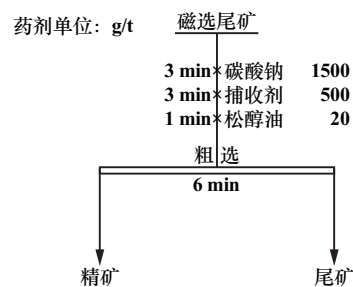 药剂单位：g/t
磁选尾矿
3 min×碳酸钠 1500
3 min×捕收剂 500
1 min×松醇油 20
粗选
6 min
精矿 尾矿